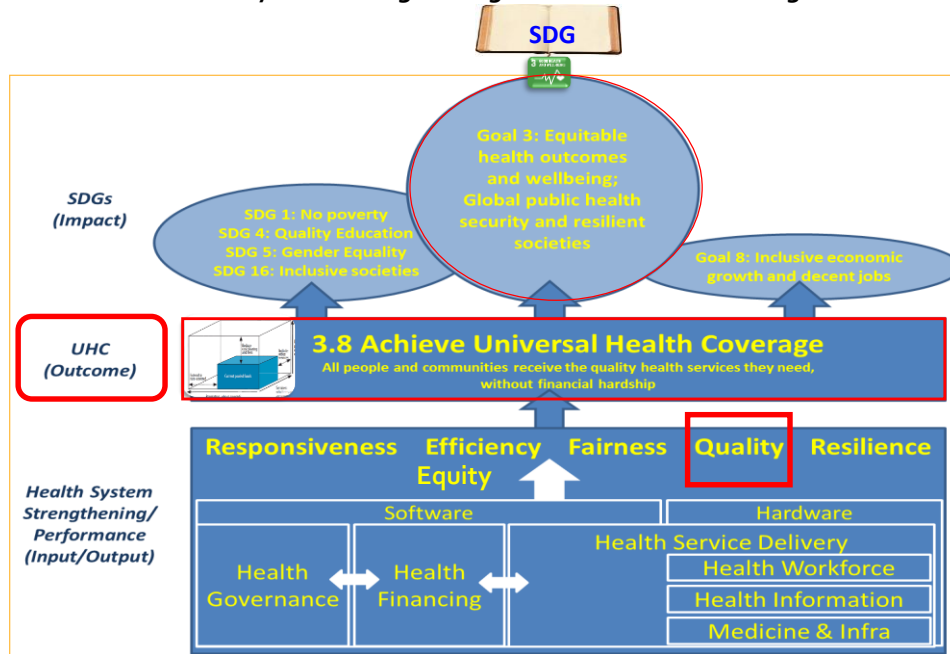 SDG
Goal 3: Equitable
health outcomes
and wellbeing;
Global public health
security and resilient
societies
SDGs
(Impact)
SDG 1: No poverty
SDG 4: Quality Education
SDG 5: Gender Equality
SDG 16: Inclusive societies
Goal 8: Inclusive economic
growth and decent jobs
UHC
(Outcome)
3.8 Achieve Universal Health Coverage
All people and communities receive the quality health services they need,
without financial hardship
Responsiveness Efficiency Fairness Quality Resilience
Equity
Health System
Strengthening/
Performance
(Input/Output)
Software
Hardware
Health Service Delivery
Health
Governance
Health
Financing
Health Workforce
Health Information
Medicine & Infra